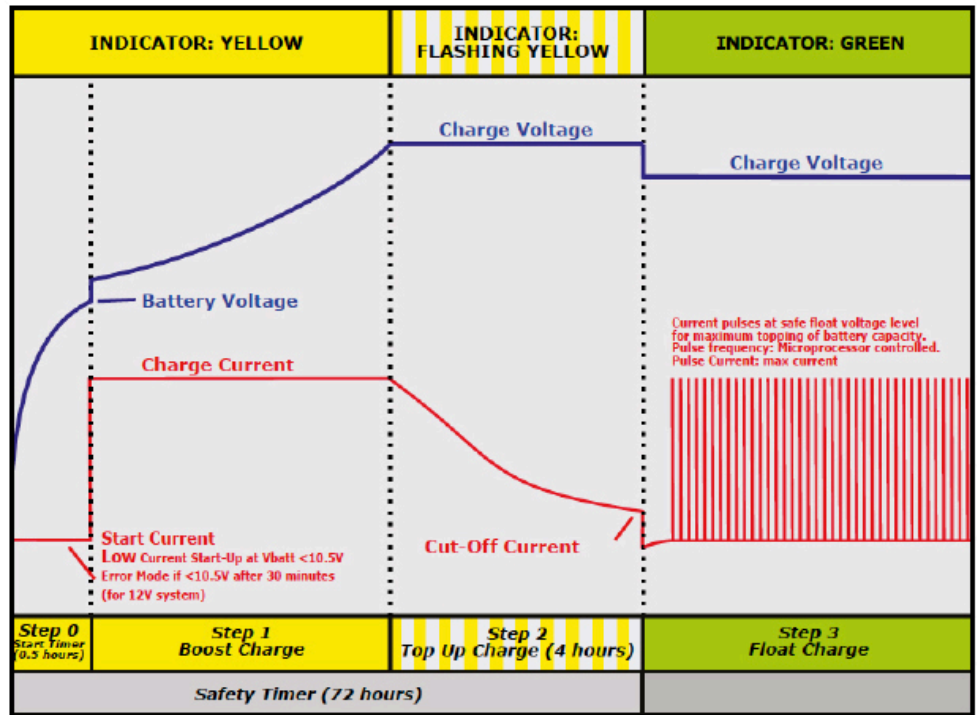 INDICATOR: YELLOW
INDICATOR:
FLASHING YELLOW
INDICATOR: GREEN
Charge Voltage
Charge Voltage
Battery Voltage
Charge Current
Current pulses at safe float voltage level
for maximum topping of battery capacity.
Pulse frequency: Microprocessor controlled.
Pulse Current: max current
Start Current
LOW Current Start-Up at Vbatt <10.5V
Error Mode if <10.5V after 30 minutes
(for 12V system)
Cut-Off Current
Step 0
Start Timer
(0.5 hours)
Step 1
Boost Charge
Step 2
Top Up Charge (4 hours)
Step 3
Float Charge
Safety Timer (72 hours)